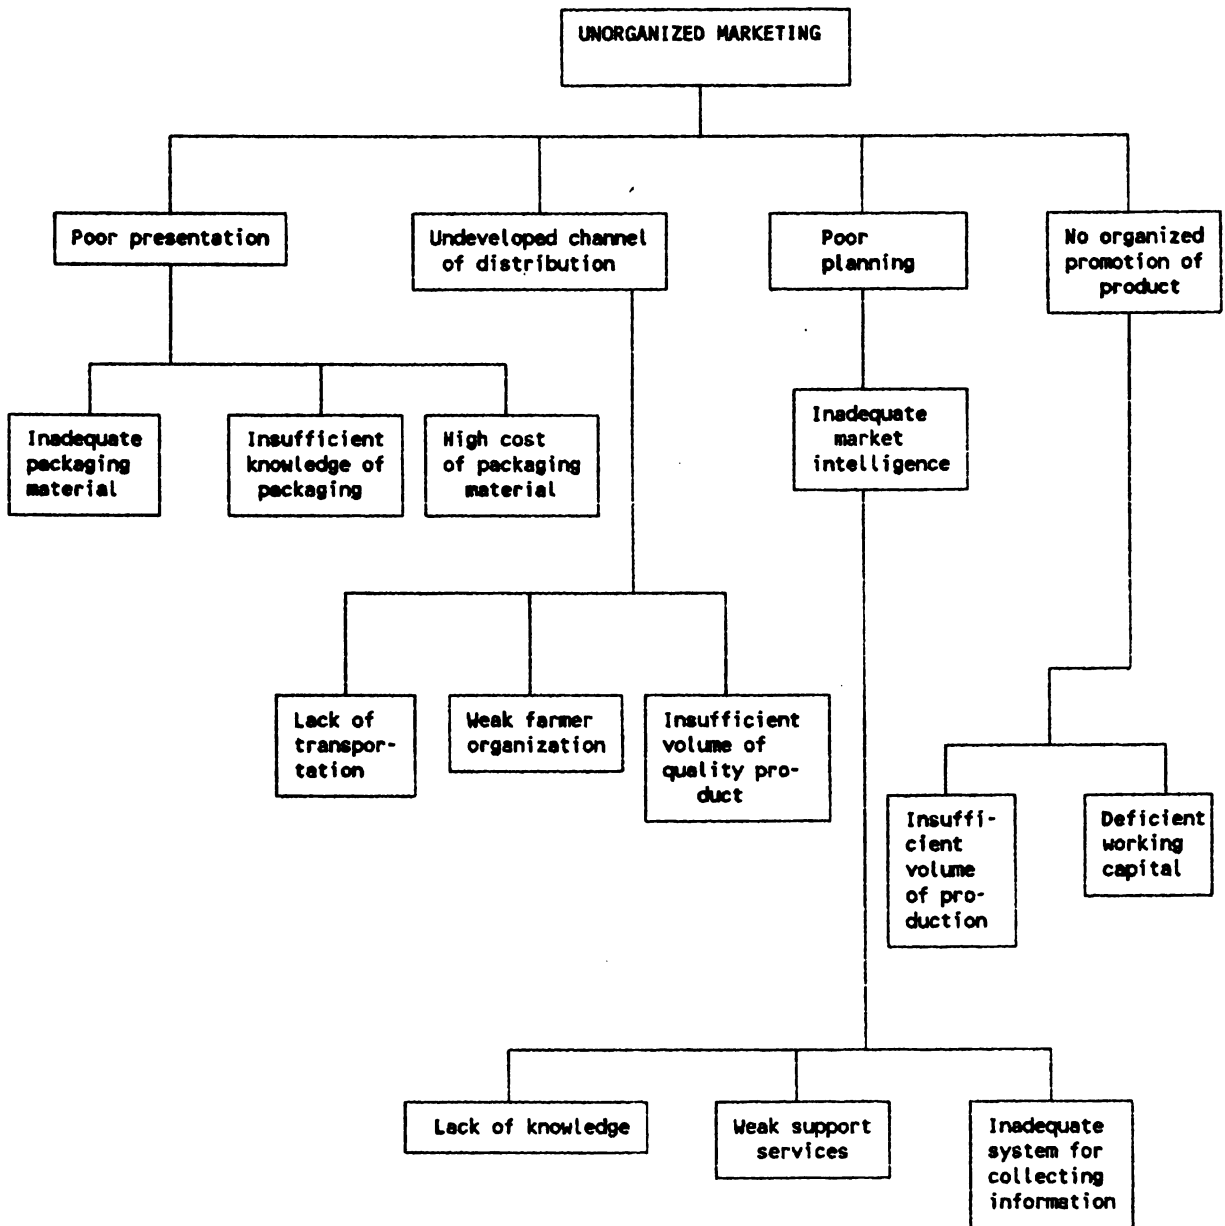 UNORGANIZED MARKETING
Poor presentation
Undeveloped channel
of distribution
Poor
planning
No organized
promotion of
product
Inadequate
packaging
material
Insufficient
knowledge of
packaging
High cost
of packaging
material
Inadequate
market
intelligence
Lack of
transpor-
tation
Weak farmer
organization
Insufficient
volume of
quality pro-
duct
Insuffi-
cient
volume
of pro-
duction
Deficient
working
capital
Lack of knowledge
Weak support
services
Inadequate
system for
collecting
information